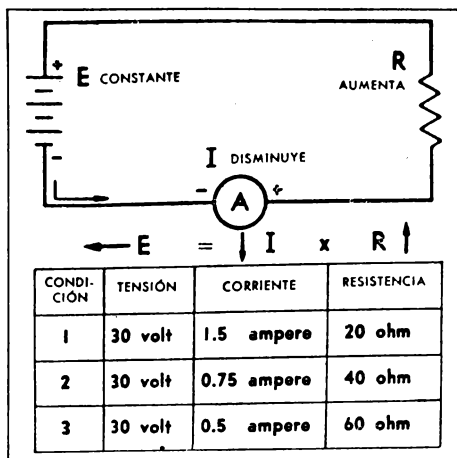 + E CONSTANTE
R
AUMENTA
-
I DISMINUYE
- A +
E = I x R
CONDI-
CIÓN TENSIÓN CORRIENTE RESISTENCIA
1 30 volt 1.5 ampere 20 ohm
2 30 volt 0.75 ampere 40 ohm
3 30 volt 0.5 ampere 60 ohm